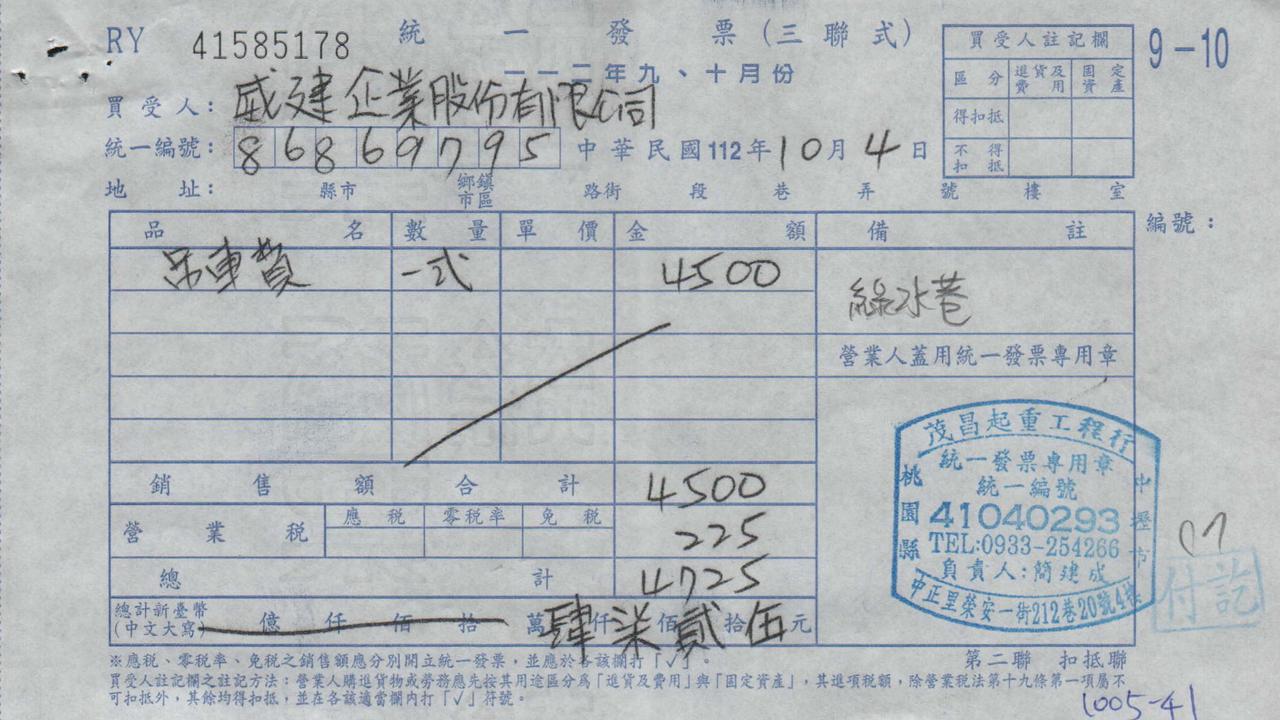 RY 41585178 統一發票(三聯式) 9-10
一一二年九、十月份
買受人註記欄
區分 進貨及費用 固定資產
得扣抵
不得扣抵
買受人: 威建企業股份有限公司
統一編號: 86869795 中華民國112年10月4日
地址: 縣市 鄉鎮市區 路街 段 巷 弄 號 樓 室
品名 數量 單價 金額 備註 編號:
吊車費 一式 4500 綠水巷
營業人蓋用統一發票專用章
銷售額合計 4500
營業稅 應稅 零稅率 免稅 225
總計 4725
總計新臺幣(中文大寫) 億 仟 佰 拾 萬 肆仟 柒佰 貳拾 伍元
茂昌起重工程行
統一發票專用章
統一編號
41040293
TEL:0933-254266
負責人:簡建成
桃園縣 中壢市
中正里榮安一街212巷20號4樓
付訖
第二聯 扣抵聯
※應稅、零稅率、免稅之銷售額應分別開立統一發票,並應於各該欄打「✓」。
買受人註記欄之註記方法:營業人購進貨物或勞務應先按其用途區分為「進貨及費用」與「固定資產」,其進項稅額,除營業稅法第十九條第一項屬不
可扣抵外,其餘均得扣抵,並在各該適當欄內打「✓」符號。
1005-41